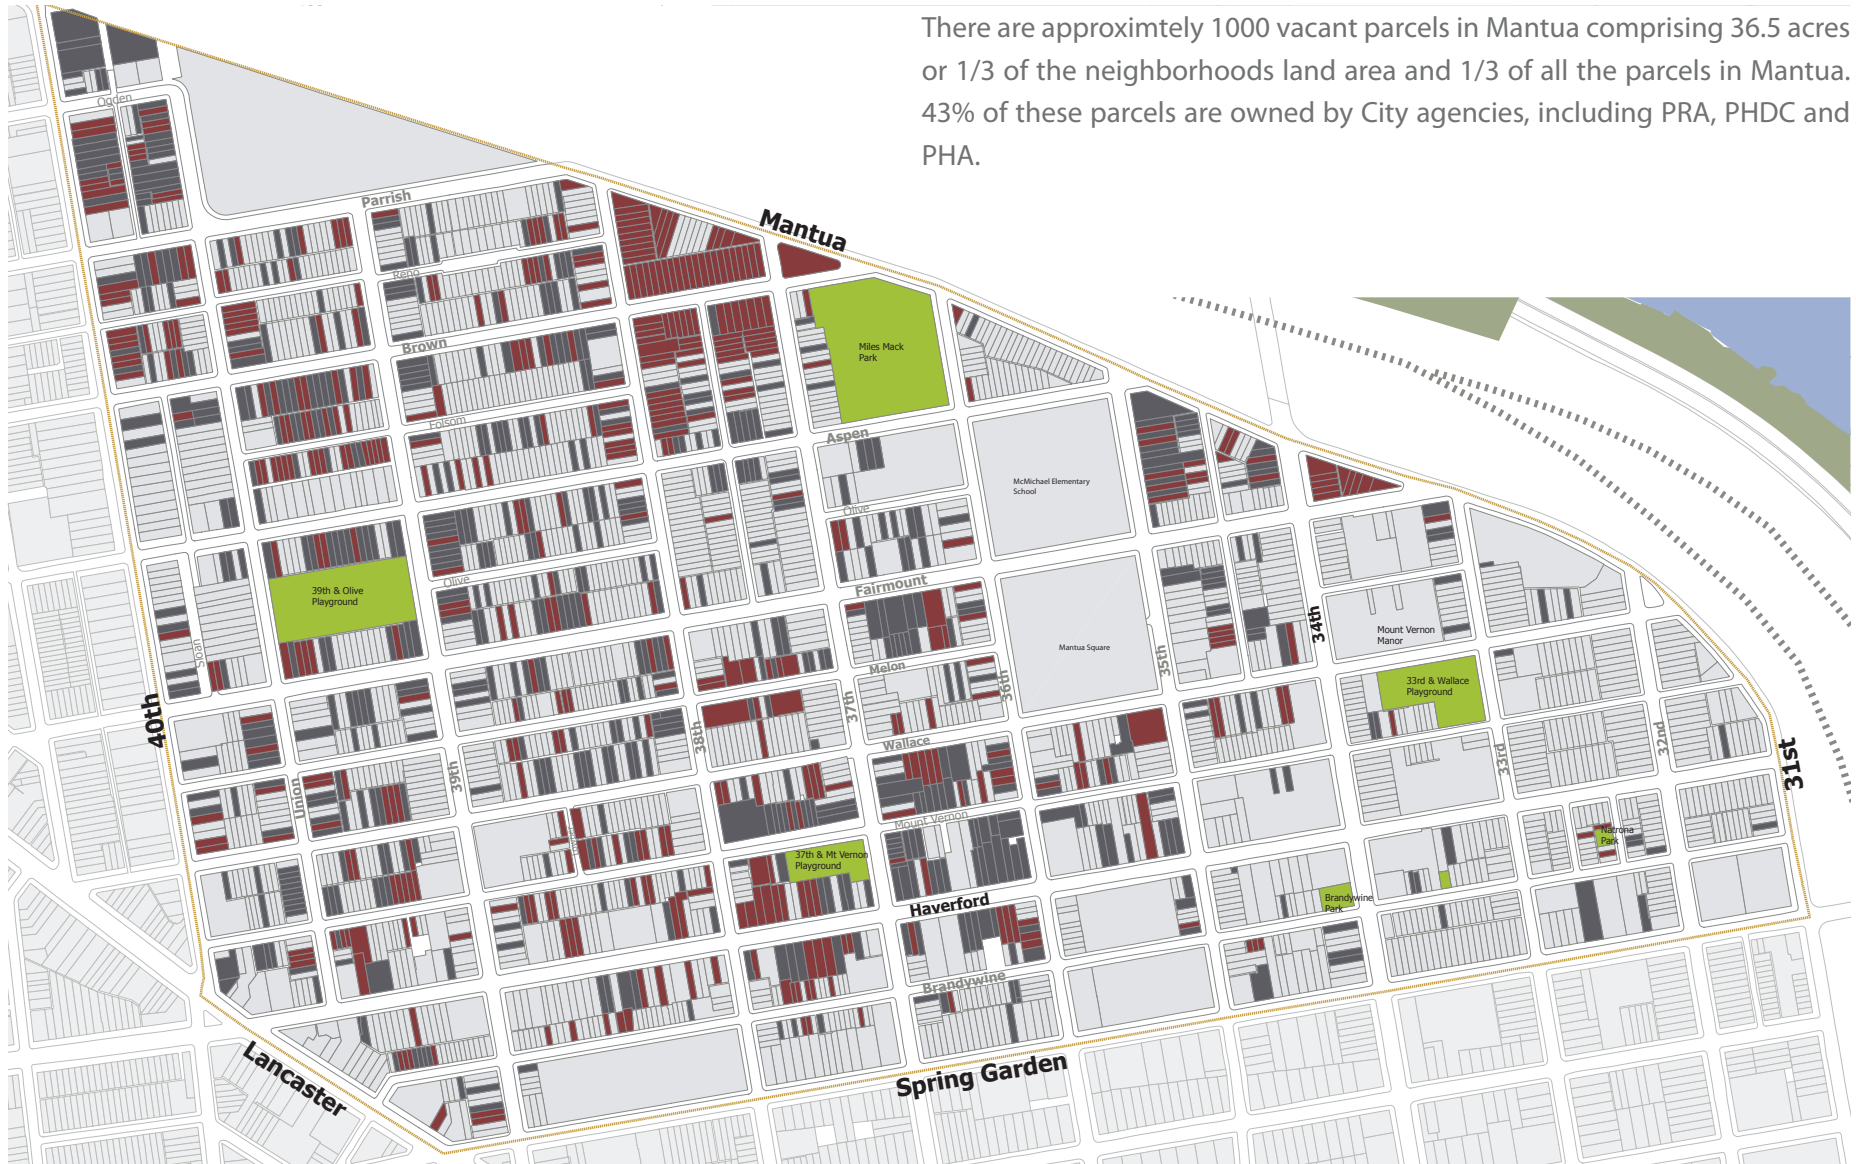 There are approximtely 1000 vacant parcels in Mantua comprising 36.5 acres
or 1/3 of the neighborhoods land area and 1/3 of all the parcels in Mantua.
43% of these parcels are owned by City agencies, including PRA, PHDC and
PHA.
Ogden
Parrish
Mantua
Reno
Brown
Miles Mack
Park
Folsom
Aspen
McMichael Elementary
School
Olive
39th & Olive
Playground
Olive
Fairmount
34th
Mount Vernon
Manor
Sloan
Melon
Mantua Square
35th
36th
33rd & Wallace
Playground
37th
40th
38th
Wallace
33rd
32nd
31st
39th
Union
Mount Vernon
Natrona
Park
37th & Mt Vernon
Playground
Haverford
Brandywine
Park
Brandywine
Lancaster
Spring Garden